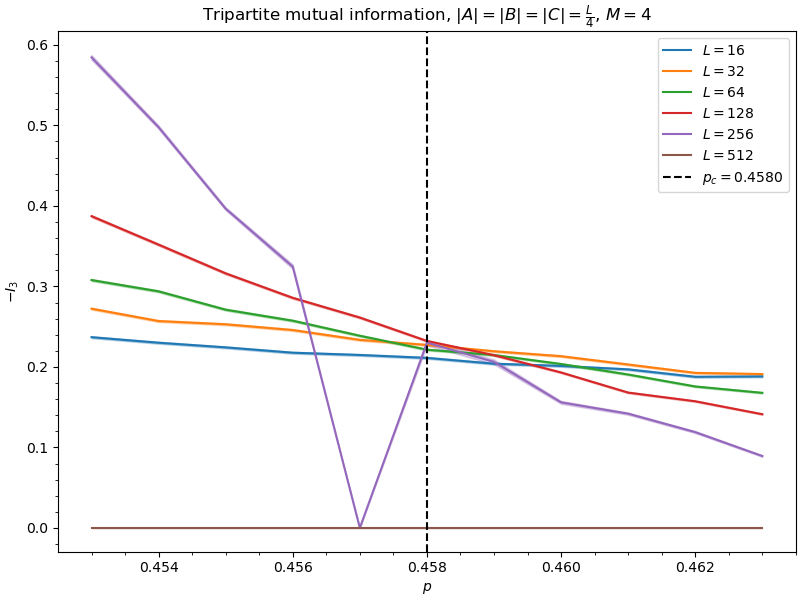 Tripartite mutual information, |A| = |B| = |C| = L/4, M = 4
−I₃
0.6
0.5
0.4
0.3
0.2
0.1
0.0
L = 16
L = 32
L = 64
L = 128
L = 256
L = 512
p_c = 0.4580
0.454 0.456 0.458 0.460 0.462
p